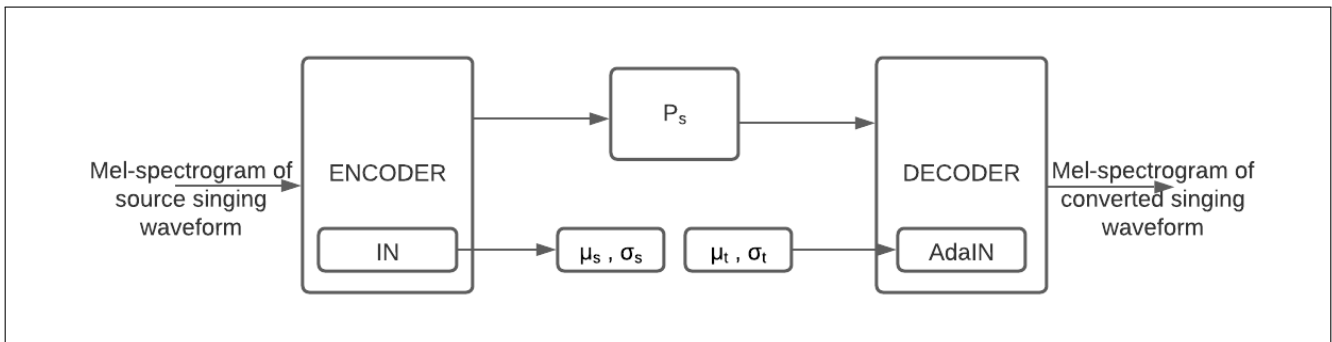 Mel-spectrogram of
source singing
waveform
ENCODER
IN
Pₛ
μₛ , σₛ
μₜ , σₜ
DECODER
AdaIN
Mel-spectrogram of
converted singing
waveform